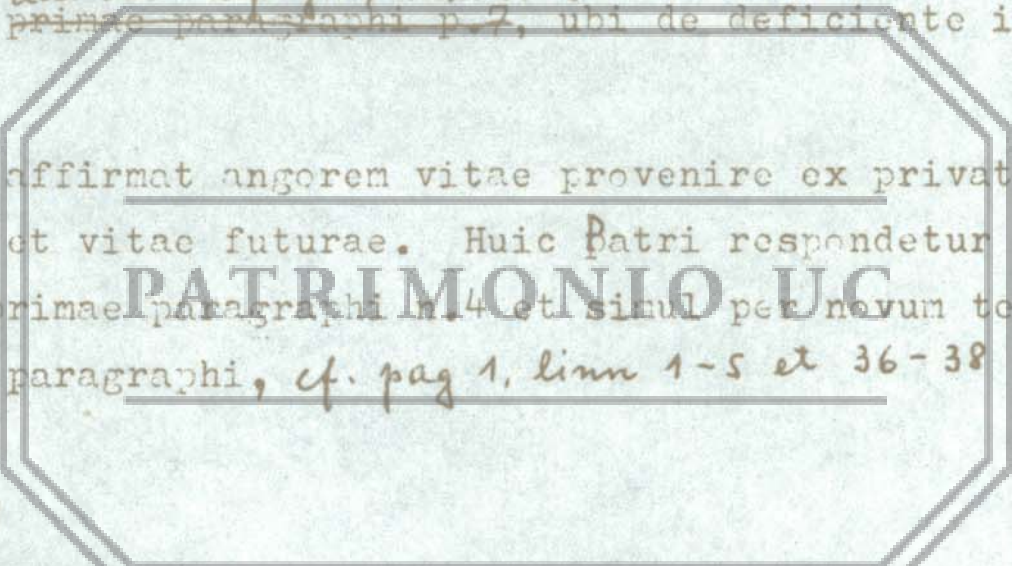 primae paragraphi p.7, ubi de deficiente i
affirmat angorem vitae provenire ex privat
et vitae futurae. Huic Patri respondetur
PATRIMONIO UC
primae paragraphi n.4 et simul per novum te
paragraphi, cf. pag 1, linn 1-5 et 36-38